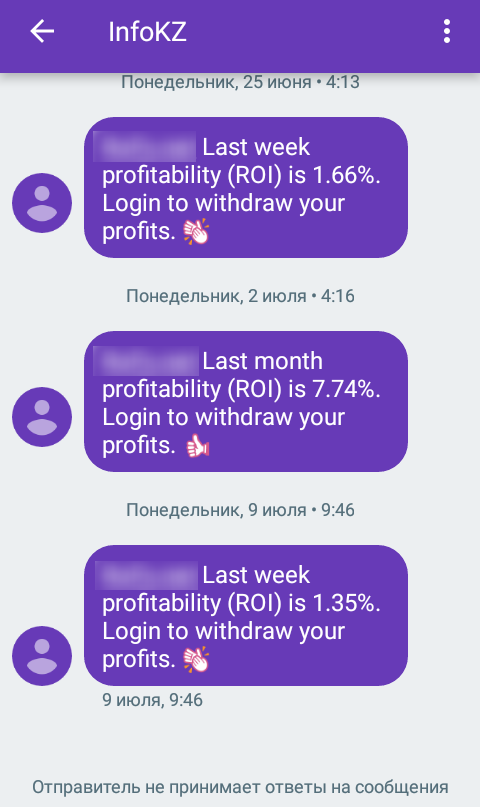 InfoKZ
Понедельник, 25 июня • 4:13
Last week
profitability (ROI) is 1.66%.
Login to withdraw your
profits. 👏
Понедельник, 2 июля • 4:16
Last month
profitability (ROI) is 7.74%.
Login to withdraw your
profits. 👍
Понедельник, 9 июля • 9:46
Last week
profitability (ROI) is 1.35%.
Login to withdraw your
profits. 👏
9 июля, 9:46
Отправитель не принимает ответы на сообщения